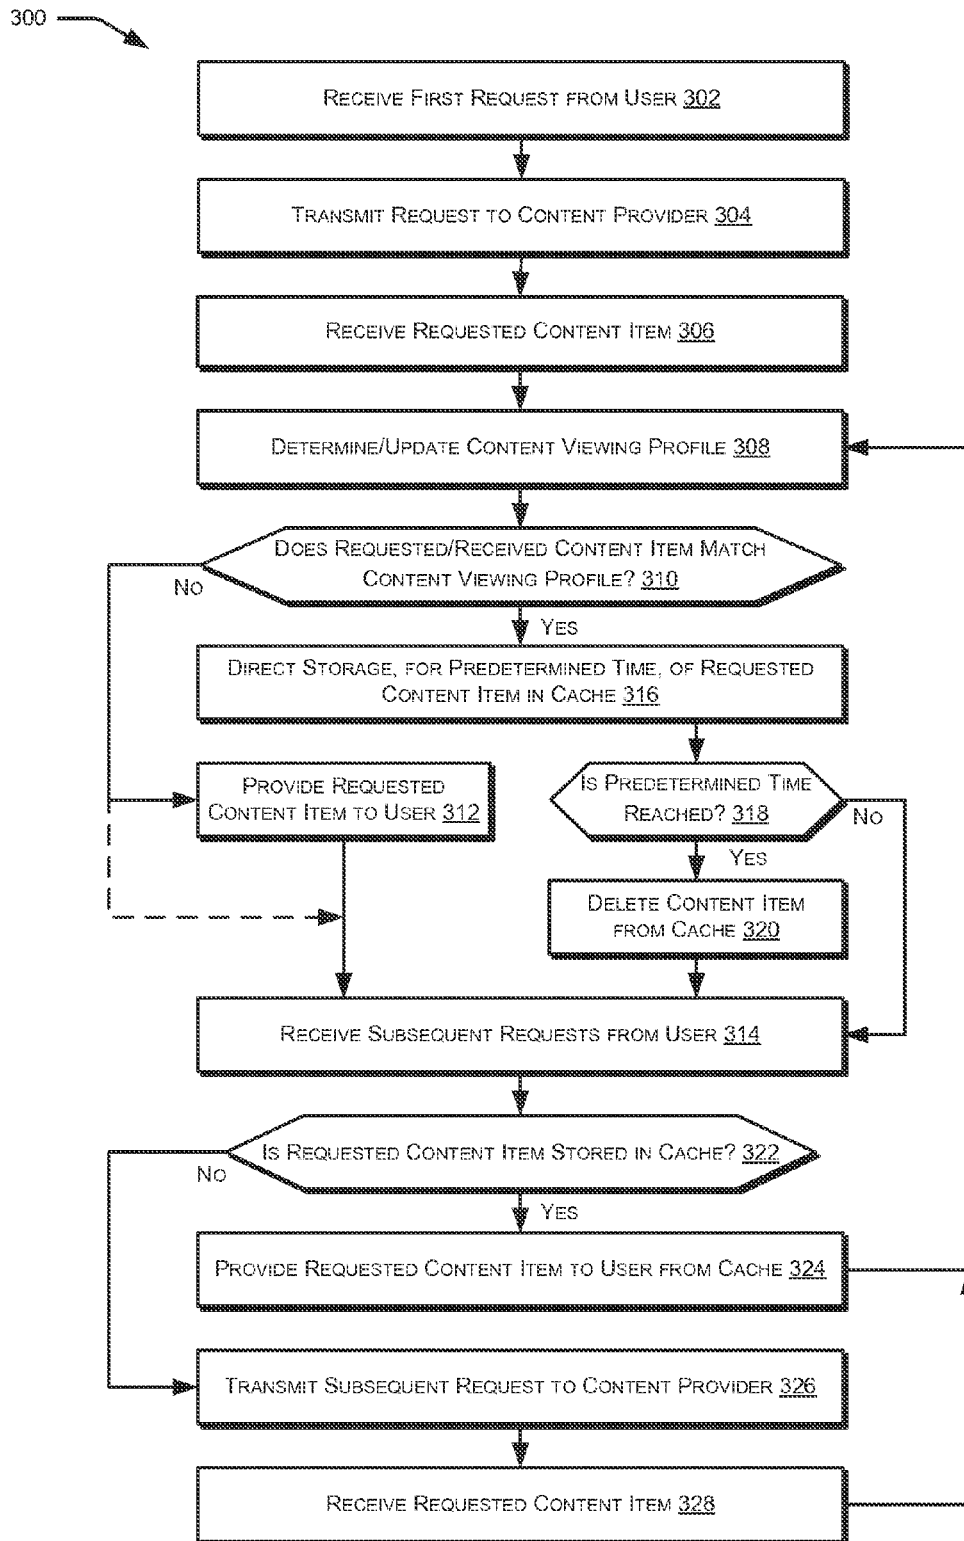 300
RECEIVE FIRST REQUEST FROM USER 302
TRANSMIT REQUEST TO CONTENT PROVIDER 304
RECEIVE REQUESTED CONTENT ITEM 306
DETERMINE/UPDATE CONTENT VIEWING PROFILE 308
DOES REQUESTED/RECEIVED CONTENT ITEM MATCH
CONTENT VIEWING PROFILE? 310
NO
YES
DIRECT STORAGE, FOR PREDETERMINED TIME, OF REQUESTED
CONTENT ITEM IN CACHE 316
PROVIDE REQUESTED
CONTENT ITEM TO USER 312
IS PREDETERMINED TIME
REACHED? 318
NO
YES
DELETE CONTENT ITEM
FROM CACHE 320
RECEIVE SUBSEQUENT REQUESTS FROM USER 314
IS REQUESTED CONTENT ITEM STORED IN CACHE? 322
NO
YES
PROVIDE REQUESTED CONTENT ITEM TO USER FROM CACHE 324
TRANSMIT SUBSEQUENT REQUEST TO CONTENT PROVIDER 326
RECEIVE REQUESTED CONTENT ITEM 328